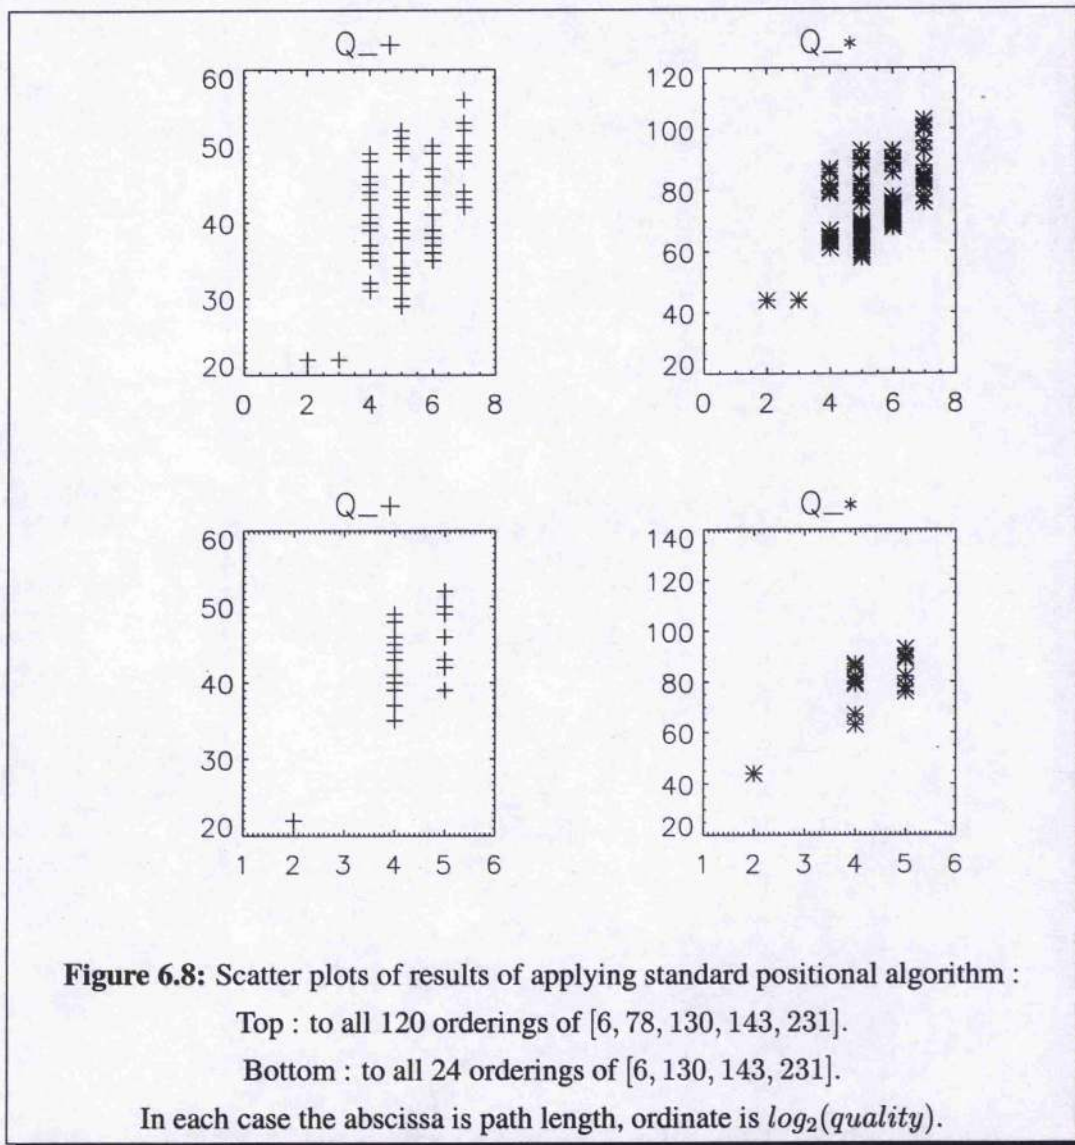 Q_+
Q_*
60
50
40
30
20
0 2 4 6 8
120
100
80
60
40
20
0 2 4 6 8
Q_+
Q_*
60
50
40
30
20
1 2 3 4 5 6
140
120
100
80
60
40
20
1 2 3 4 5 6
Figure 6.8: Scatter plots of results of applying standard positional algorithm :
Top : to all 120 orderings of [6, 78, 130, 143, 231].
Bottom : to all 24 orderings of [6, 130, 143, 231].
In each case the abscissa is path length, ordinate is log₂(quality).